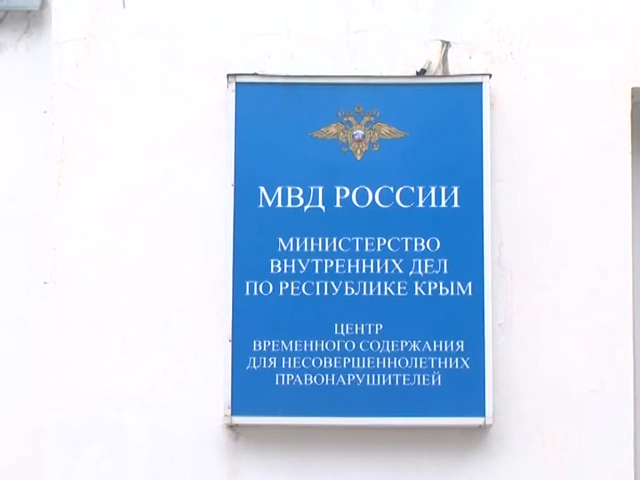 МВД РОССИИ
МИНИСТЕРСТВО
ВНУТРЕННИХ ДЕЛ
ПО РЕСПУБЛИКЕ КРЫМ
ЦЕНТР
ВРЕМЕННОГО СОДЕРЖАНИЯ
ДЛЯ НЕСОВЕРШЕННОЛЕТНИХ
ПРАВОНАРУШИТЕЛЕЙ